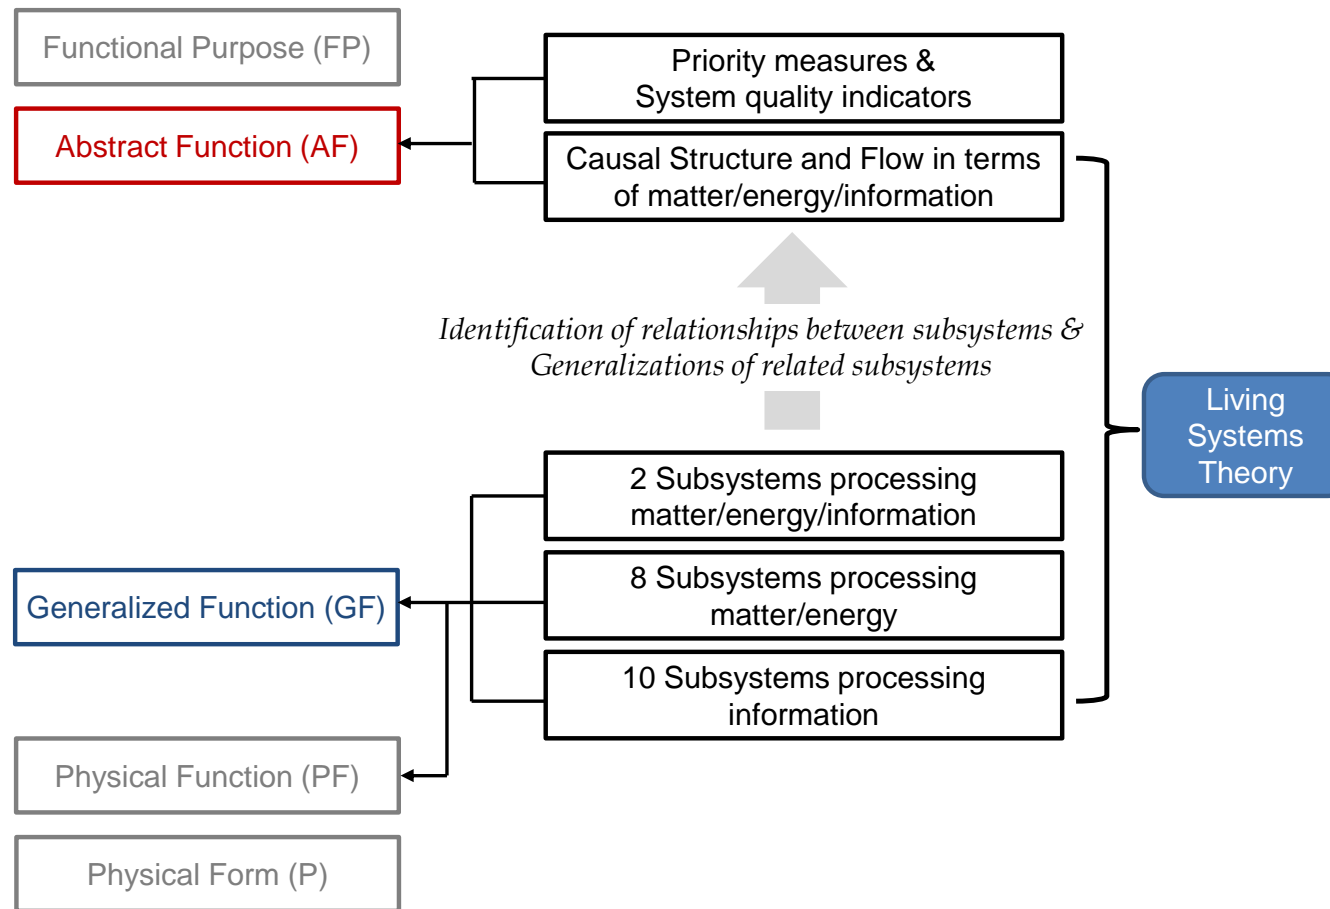 Functional Purpose (FP)
Abstract Function (AF)
Priority measures &
System quality indicators
Causal Structure and Flow in terms
of matter/energy/information
Identification of relationships between subsystems &
Generalizations of related subsystems
Living
Systems
Theory
2 Subsystems processing
matter/energy/information
8 Subsystems processing
matter/energy
10 Subsystems processing
information
Generalized Function (GF)
Physical Function (PF)
Physical Form (P)